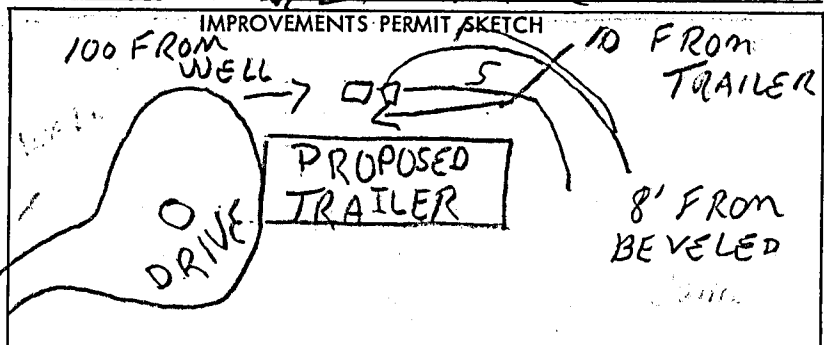 IMPROVEMENTS PERMIT SKETCH
100 FROM
WELL
10 FROM
TRAILER
5
PROPOSED
TRAILER
DRIVE
8' FROM
BEVELED